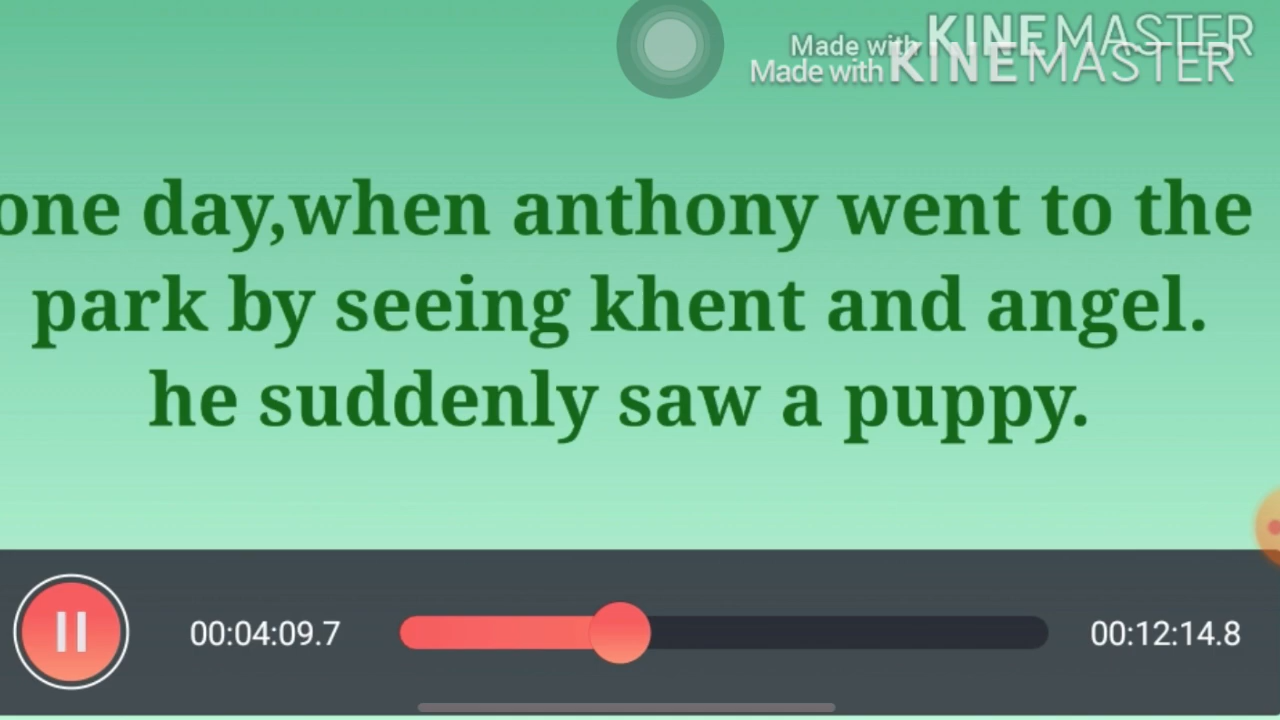 Made with KINEMASTER
Made with KINEMASTER
one day,when anthony went to the
park by seeing khent and angel.
he suddenly saw a puppy.
00:04:09.7
00:12:14.8